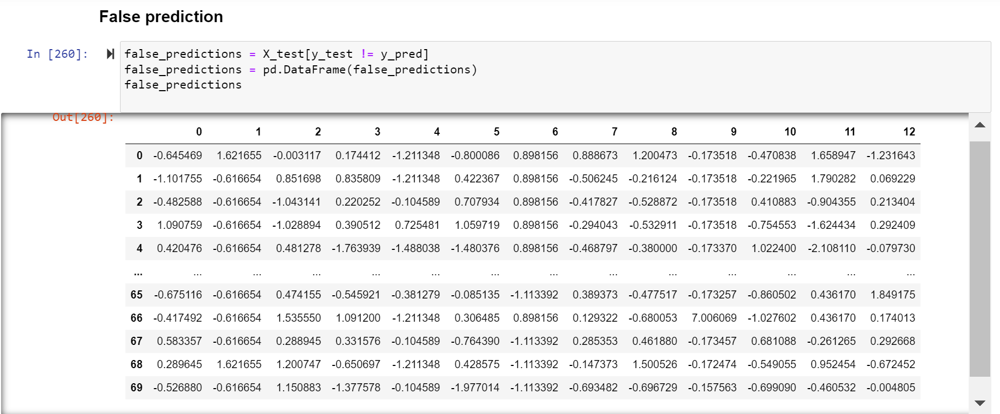 False prediction
In [260]:
false_predictions = X_test[y_test != y_pred]
false_predictions = pd.DataFrame(false_predictions)
false_predictions
Out[260]:
0 1 2 3 4 5 6 7 8 9 10 11 12
0 -0.645469 1.621655 -0.003117 0.174412 -1.211348 -0.800086 0.898156 0.888673 1.200473 -0.173518 -0.470838 1.658947 -1.231643
1 -1.101755 -0.616654 0.851698 0.835809 -1.211348 0.422367 0.898156 -0.506245 -0.216124 -0.173518 -0.221965 1.790282 0.069229
2 -0.482588 -0.616654 -1.043141 0.220252 -0.104589 0.707934 0.898156 -0.417827 -0.528872 -0.173518 0.410883 -0.904355 0.213404
3 1.090759 -0.616654 -1.028894 0.390512 0.725481 1.059719 0.898156 -0.294043 -0.532911 -0.173518 -0.754553 -1.624434 0.292409
4 0.420476 -0.616654 0.481278 -1.763939 -1.488038 -1.480376 0.898156 -0.468797 -0.380000 -0.173370 1.022400 -2.108110 -0.079730
... ... ... ... ... ... ... ... ... ... ... ... ... ...
65 -0.675116 -0.616654 0.474155 -0.545921 -0.381279 -0.085135 -1.113392 0.389373 -0.477517 -0.173257 -0.860502 0.436170 1.849175
66 -0.417492 -0.616654 1.535550 1.091200 -1.211348 0.306485 0.898156 0.129322 -0.680053 7.006069 -1.027602 0.436170 0.174013
67 0.583357 -0.616654 0.288945 0.331576 -0.104589 -0.764390 -1.113392 0.285353 0.461880 -0.173457 0.681088 -0.261265 0.292668
68 0.289645 1.621655 1.200747 -0.650697 -1.211348 0.428575 -1.113392 -0.147373 1.500526 -0.172474 -0.549055 0.952454 -0.672452
69 -0.526880 -0.616654 1.150883 -1.377578 -0.104589 -1.977014 -1.113392 -0.693482 -0.696729 -0.157563 -0.699090 -0.460532 -0.004805